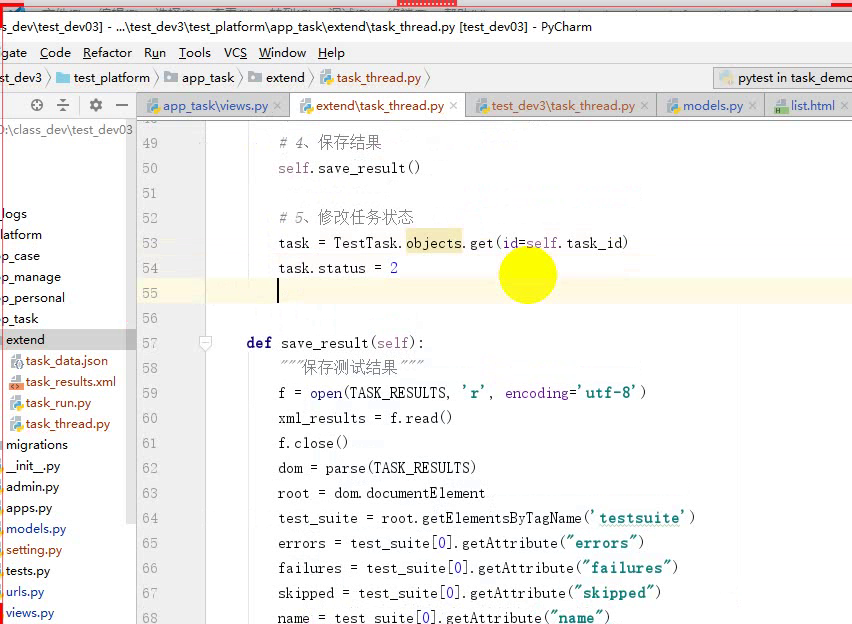 s_dev\test_dev03] - ...\test_dev3\test_platform\app_task\extend\task_thread.py [test_dev03] - PyCharm
gate Code Refactor Run Tools VCS Window Help
st_dev3 test_platform app_task extend task_thread.py pytest in task_demo
app_task\views.py extend\task_thread.py test_dev3\task_thread.py models.py list.html
D:\class_dev\test_dev03
_logs
latform
p_case
p_manage
p_personal
p_task
extend
task_data.json
task_results.xml
task_run.py
task_thread.py
migrations
__init__.py
admin.py
apps.py
models.py
setting.py
tests.py
urls.py
views.py
49 # 4、保存结果
50 self.save_result()
51
52 # 5、修改任务状态
53 task = TestTask.objects.get(id=self.task_id)
54 task.status = 2
55
56
57 def save_result(self):
58 """保存测试结果"""
59 f = open(TASK_RESULTS, 'r', encoding='utf-8')
60 xml_results = f.read()
61 f.close()
62 dom = parse(TASK_RESULTS)
63 root = dom.documentElement
64 test_suite = root.getElementsByTagName('testsuite')
65 errors = test_suite[0].getAttribute("errors")
66 failures = test_suite[0].getAttribute("failures")
67 skipped = test_suite[0].getAttribute("skipped")
68 name = test_suite[0].getAttribute("name")